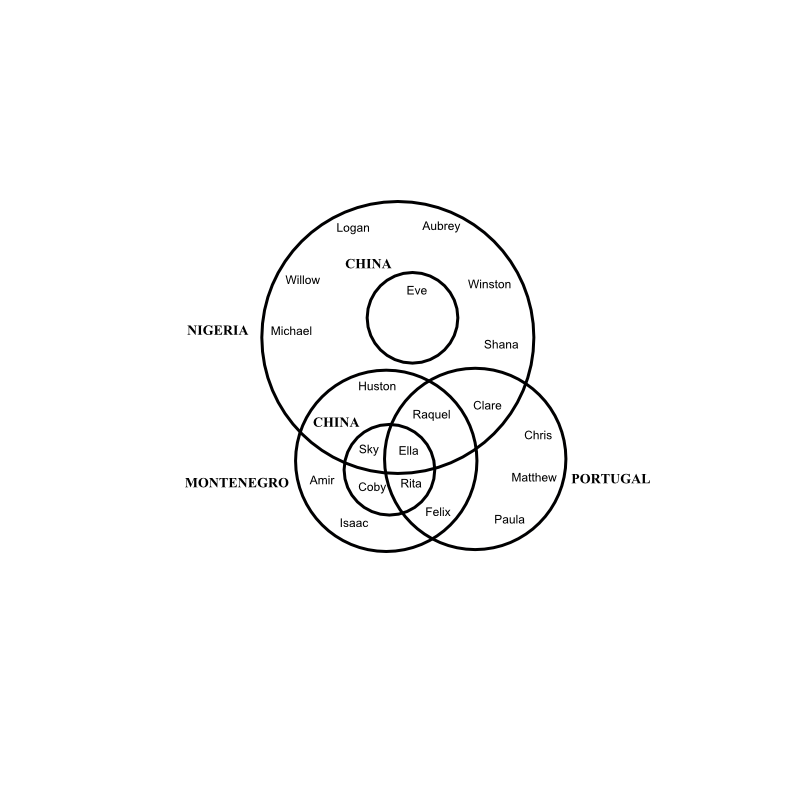 Logan
Aubrey
CHINA
Willow
Eve
Winston
NIGERIA
Michael
Shana
Huston
Raquel
Clare
CHINA
Chris
Sky
Ella
MONTENEGRO
Amir
Coby
Rita
Matthew
PORTUGAL
Isaac
Felix
Paula